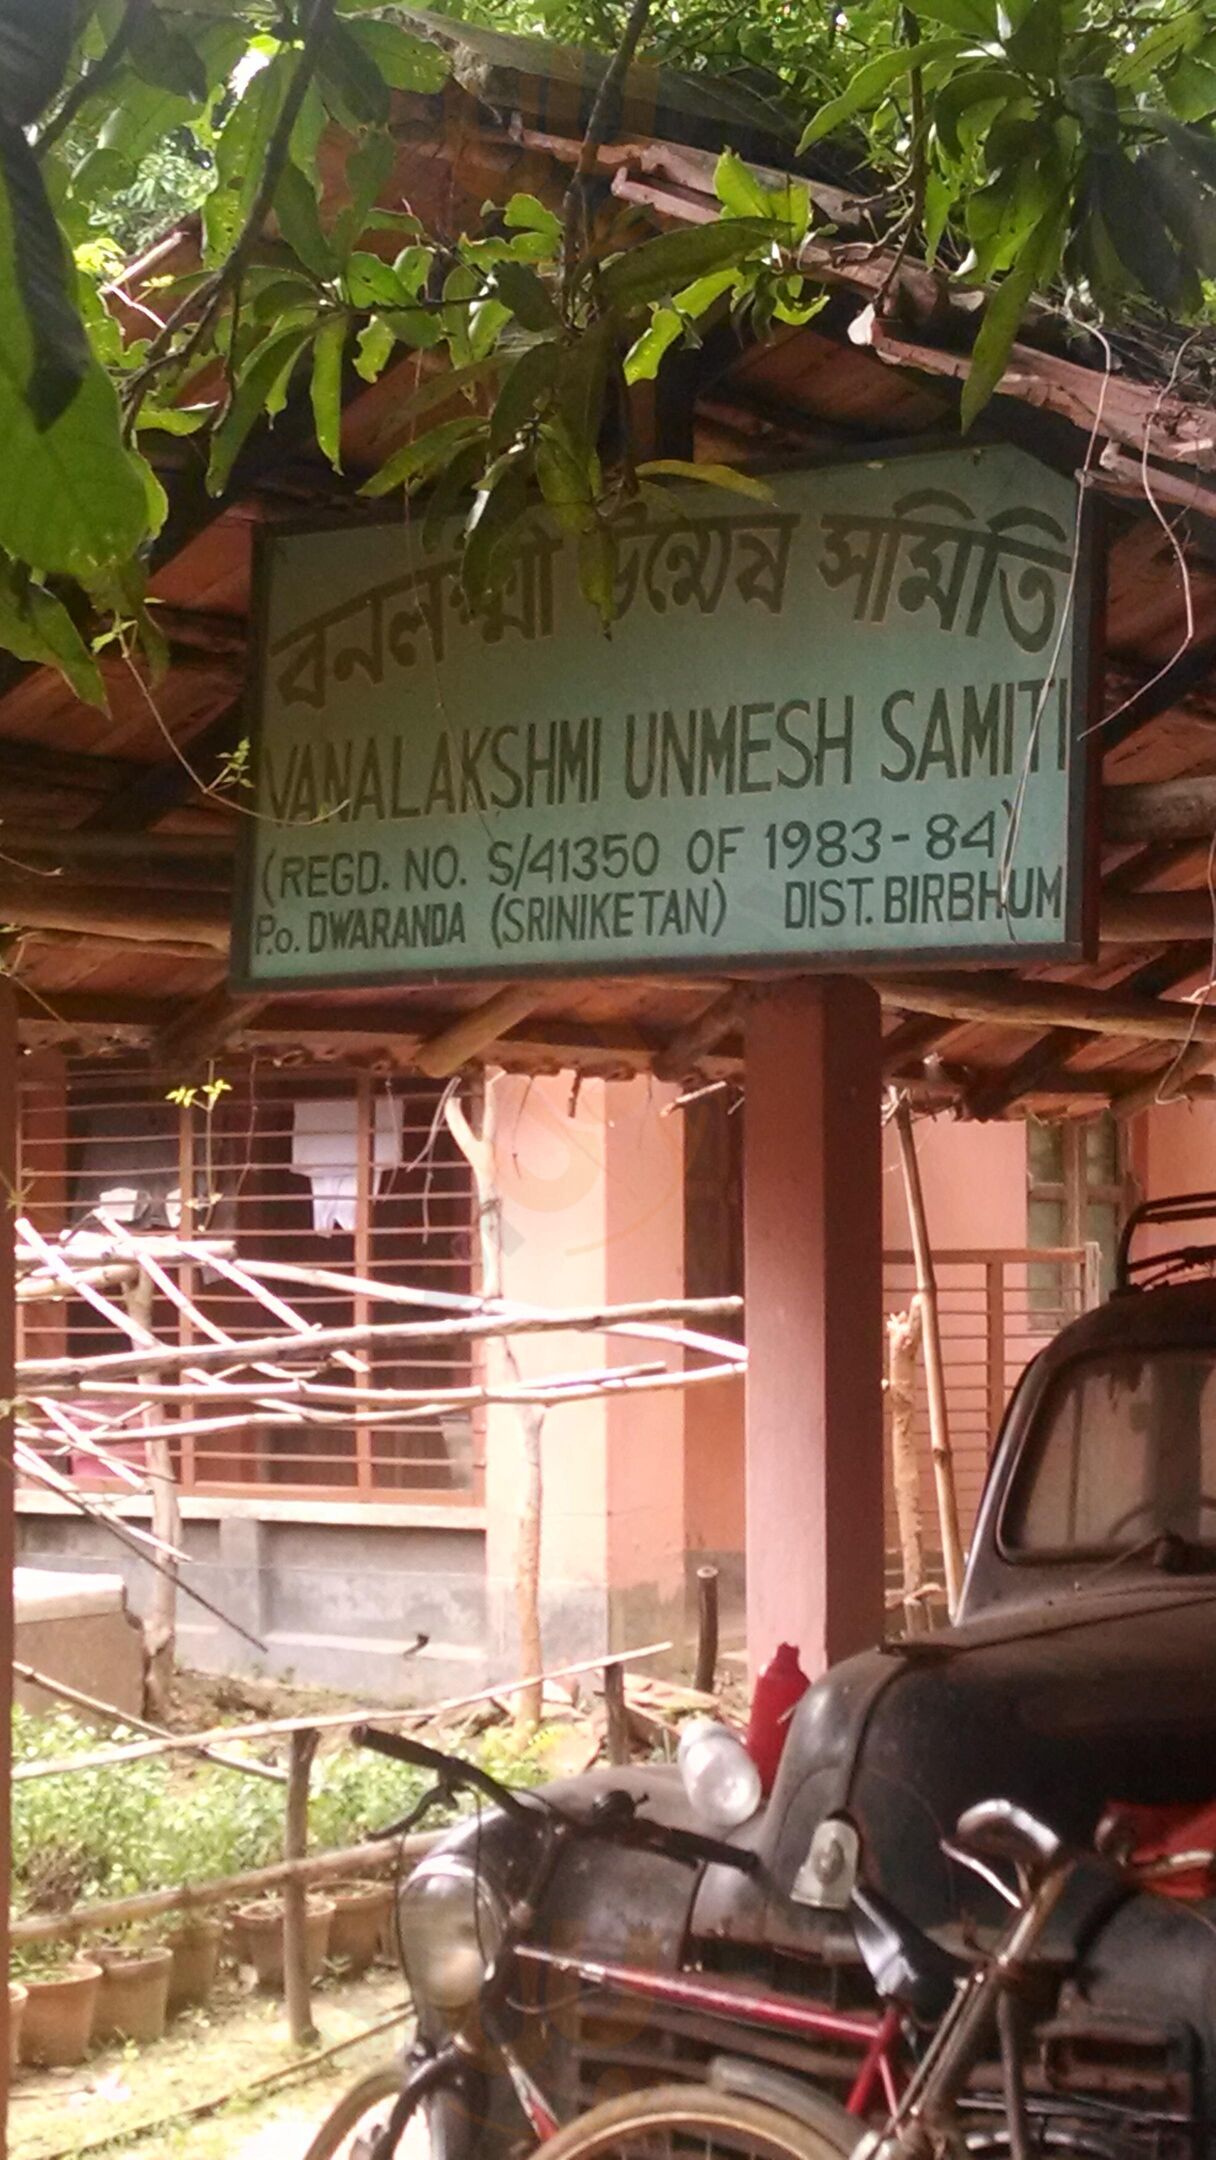 বনলক্ষ্মী উন্মেষ সমিতি
VANALAKSHMI UNMESH SAMITI
(REGD. NO. S/41350 OF 1983-84)
P.o. DWARANDA (SRINIKETAN) DIST. BIRBHUM